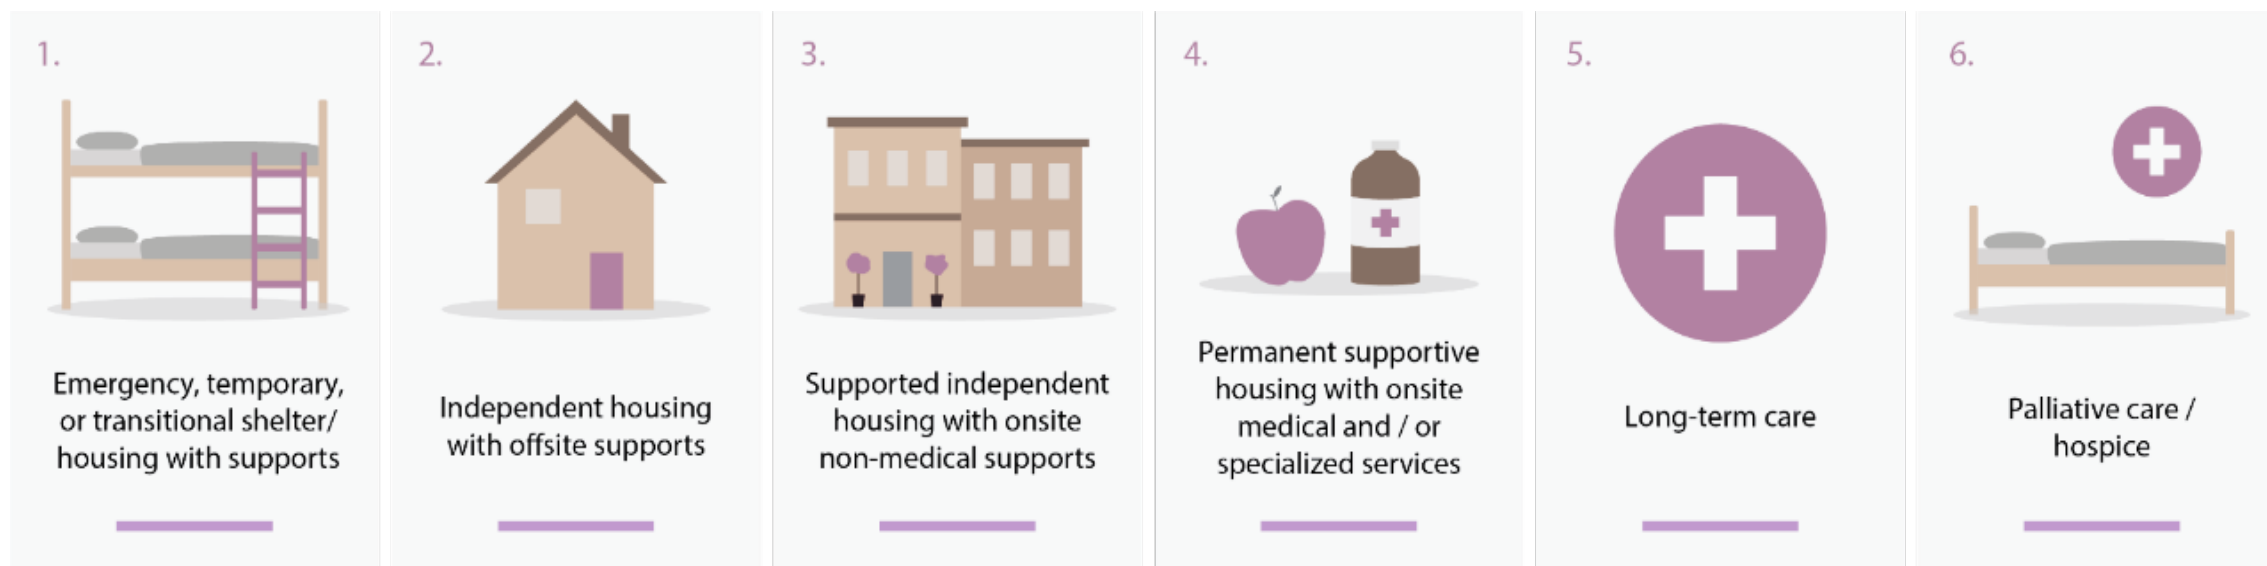 1.
Emergency, temporary,
or transitional shelter/
housing with supports
2.
Independent housing
with offsite supports
3.
Supported independent
housing with onsite
non-medical supports
4.
Permanent supportive
housing with onsite
medical and / or
specialized services
5.
Long-term care
6.
Palliative care /
hospice